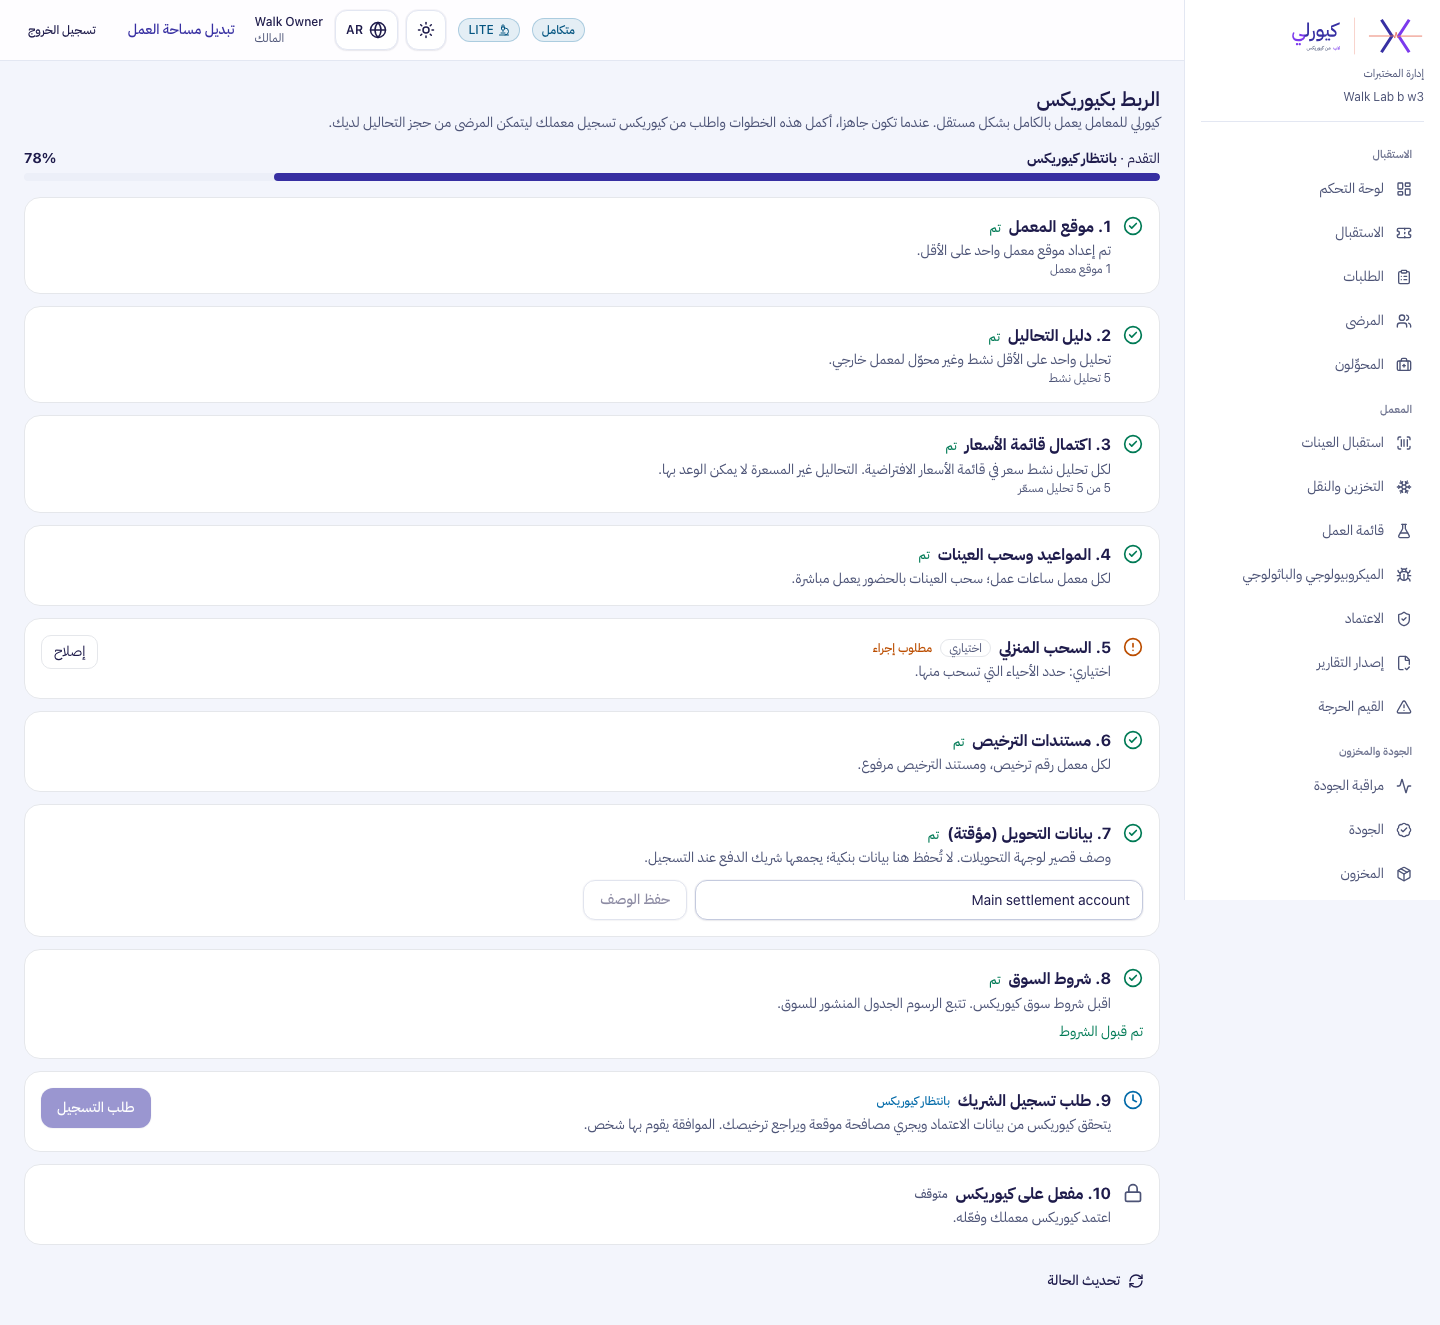 كيورلي
لاب من كيوريكس
إدارة المختبرات
Walk Lab b w3
الاستقبال
لوحة التحكم
الاستقبال
الطلبات
المرضى
المحوِّلون
المعمل
استقبال العينات
التخزين والنقل
قائمة العمل
الميكروبيولوجي والباثولوجي
الاعتماد
إصدار التقارير
القيم الحرجة
الجودة والمخزون
مراقبة الجودة
الجودة
المخزون
متكامل
LITE
AR
Walk Owner
المالك
تبديل مساحة العمل
تسجيل الخروج
الربط بكيوريكس
كيورلي للمعامل يعمل بالكامل بشكل مستقل. عندما تكون جاهزا، أكمل هذه الخطوات واطلب من كيوريكس تسجيل معملك ليتمكن المرضى من حجز التحاليل لديك.
التقدم · بانتظار كيوريكس
78%
1. موقع المعمل تم
تم إعداد موقع معمل واحد على الأقل.
1 موقع معمل
2. دليل التحاليل تم
تحليل واحد على الأقل نشط وغير محوّل لمعمل خارجي.
5 تحليل نشط
3. اكتمال قائمة الأسعار تم
لكل تحليل نشط سعر في قائمة الأسعار الافتراضية. التحاليل غير المسعرة لا يمكن الوعد بها.
5 من 5 تحليل مسعّر
4. المواعيد وسحب العينات تم
لكل معمل ساعات عمل؛ سحب العينات بالحضور يعمل مباشرة.
5. السحب المنزلي اختياري مطلوب إجراء
اختياري: حدد الأحياء التي تسحب منها.
إصلاح
6. مستندات الترخيص تم
لكل معمل رقم ترخيص، ومستند الترخيص مرفوع.
7. بيانات التحويل (مؤقتة) تم
وصف قصير لوجهة التحويلات. لا تُحفظ هنا بيانات بنكية؛ يجمعها شريك الدفع عند التسجيل.
Main settlement account
حفظ الوصف
8. شروط السوق تم
اقبل شروط سوق كيوريكس. تتبع الرسوم الجدول المنشور للسوق.
تم قبول الشروط
9. طلب تسجيل الشريك بانتظار كيوريكس
يتحقق كيوريكس من بيانات الاعتماد ويجري مصافحة موقعة ويراجع ترخيصك. الموافقة يقوم بها شخص.
طلب التسجيل
10. مفعل على كيوريكس متوقف
اعتمد كيوريكس معملك وفعّله.
تحديث الحالة